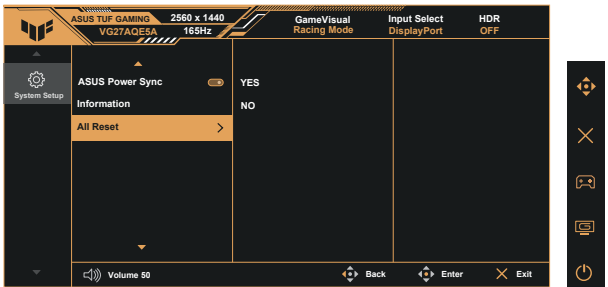 ASUS TUF GAMING 2560 x 1440 GameVisual Input Select HDR
VG27AQE5A 165Hz Racing Mode DisplayPort OFF
System Setup
ASUS Power Sync YES
Information NO
All Reset
Volume 50 Back Enter Exit